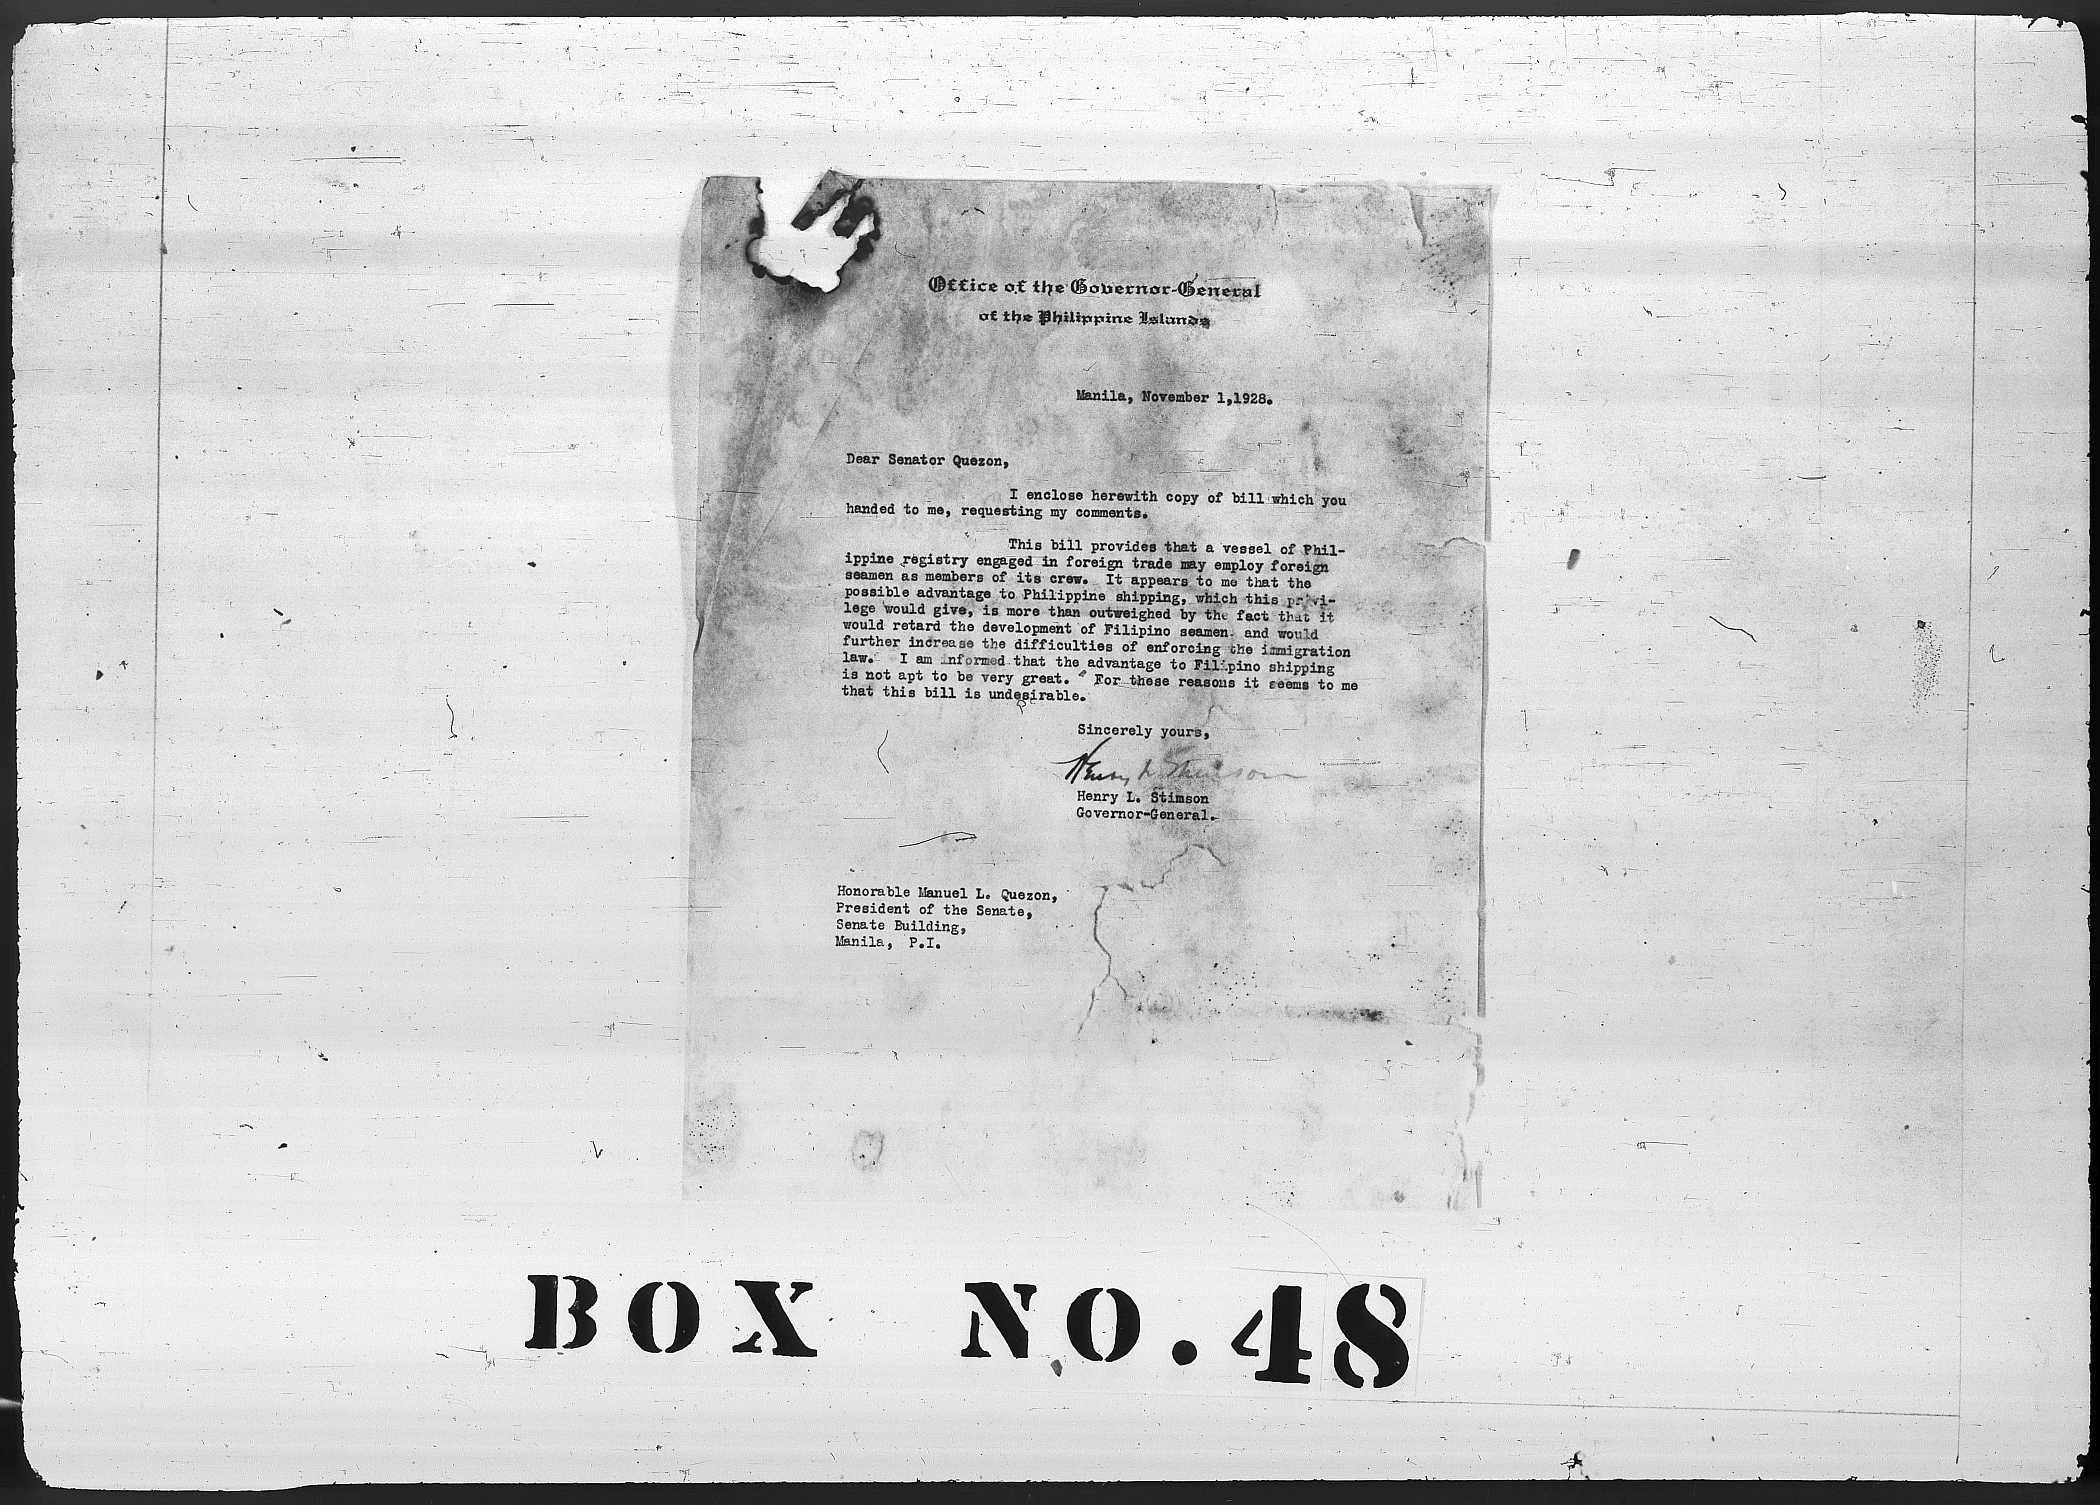 Office of the Governor-General
of the Philippine Islands
Manila, November 1,1928.
Dear Senator Quezon,
I enclose herewith copy of bill which you
handed to me, requesting my comments.
This bill provides that a vessel of Phil-
ippine registry engaged in foreign trade may employ foreign
seamen as members of its crew. It appears to me that the
possible advantage to Philippine shipping, which this privi-
lege would give, is more than outweighed by the fact that it
would retard the development of Filipino seamen and would
further increase the difficulties of enforcing the immigration
law. I am informed that the advantage to Filipino shipping
is not apt to be very great. For these reasons it seems to me
that this bill is undesirable.
Sincerely yours,
Henry L Stimson
Henry L. Stimson
Governor-General.
Honorable Manuel L. Quezon,
President of the Senate,
Senate Building,
Manila, P.I.
BOX NO. 48